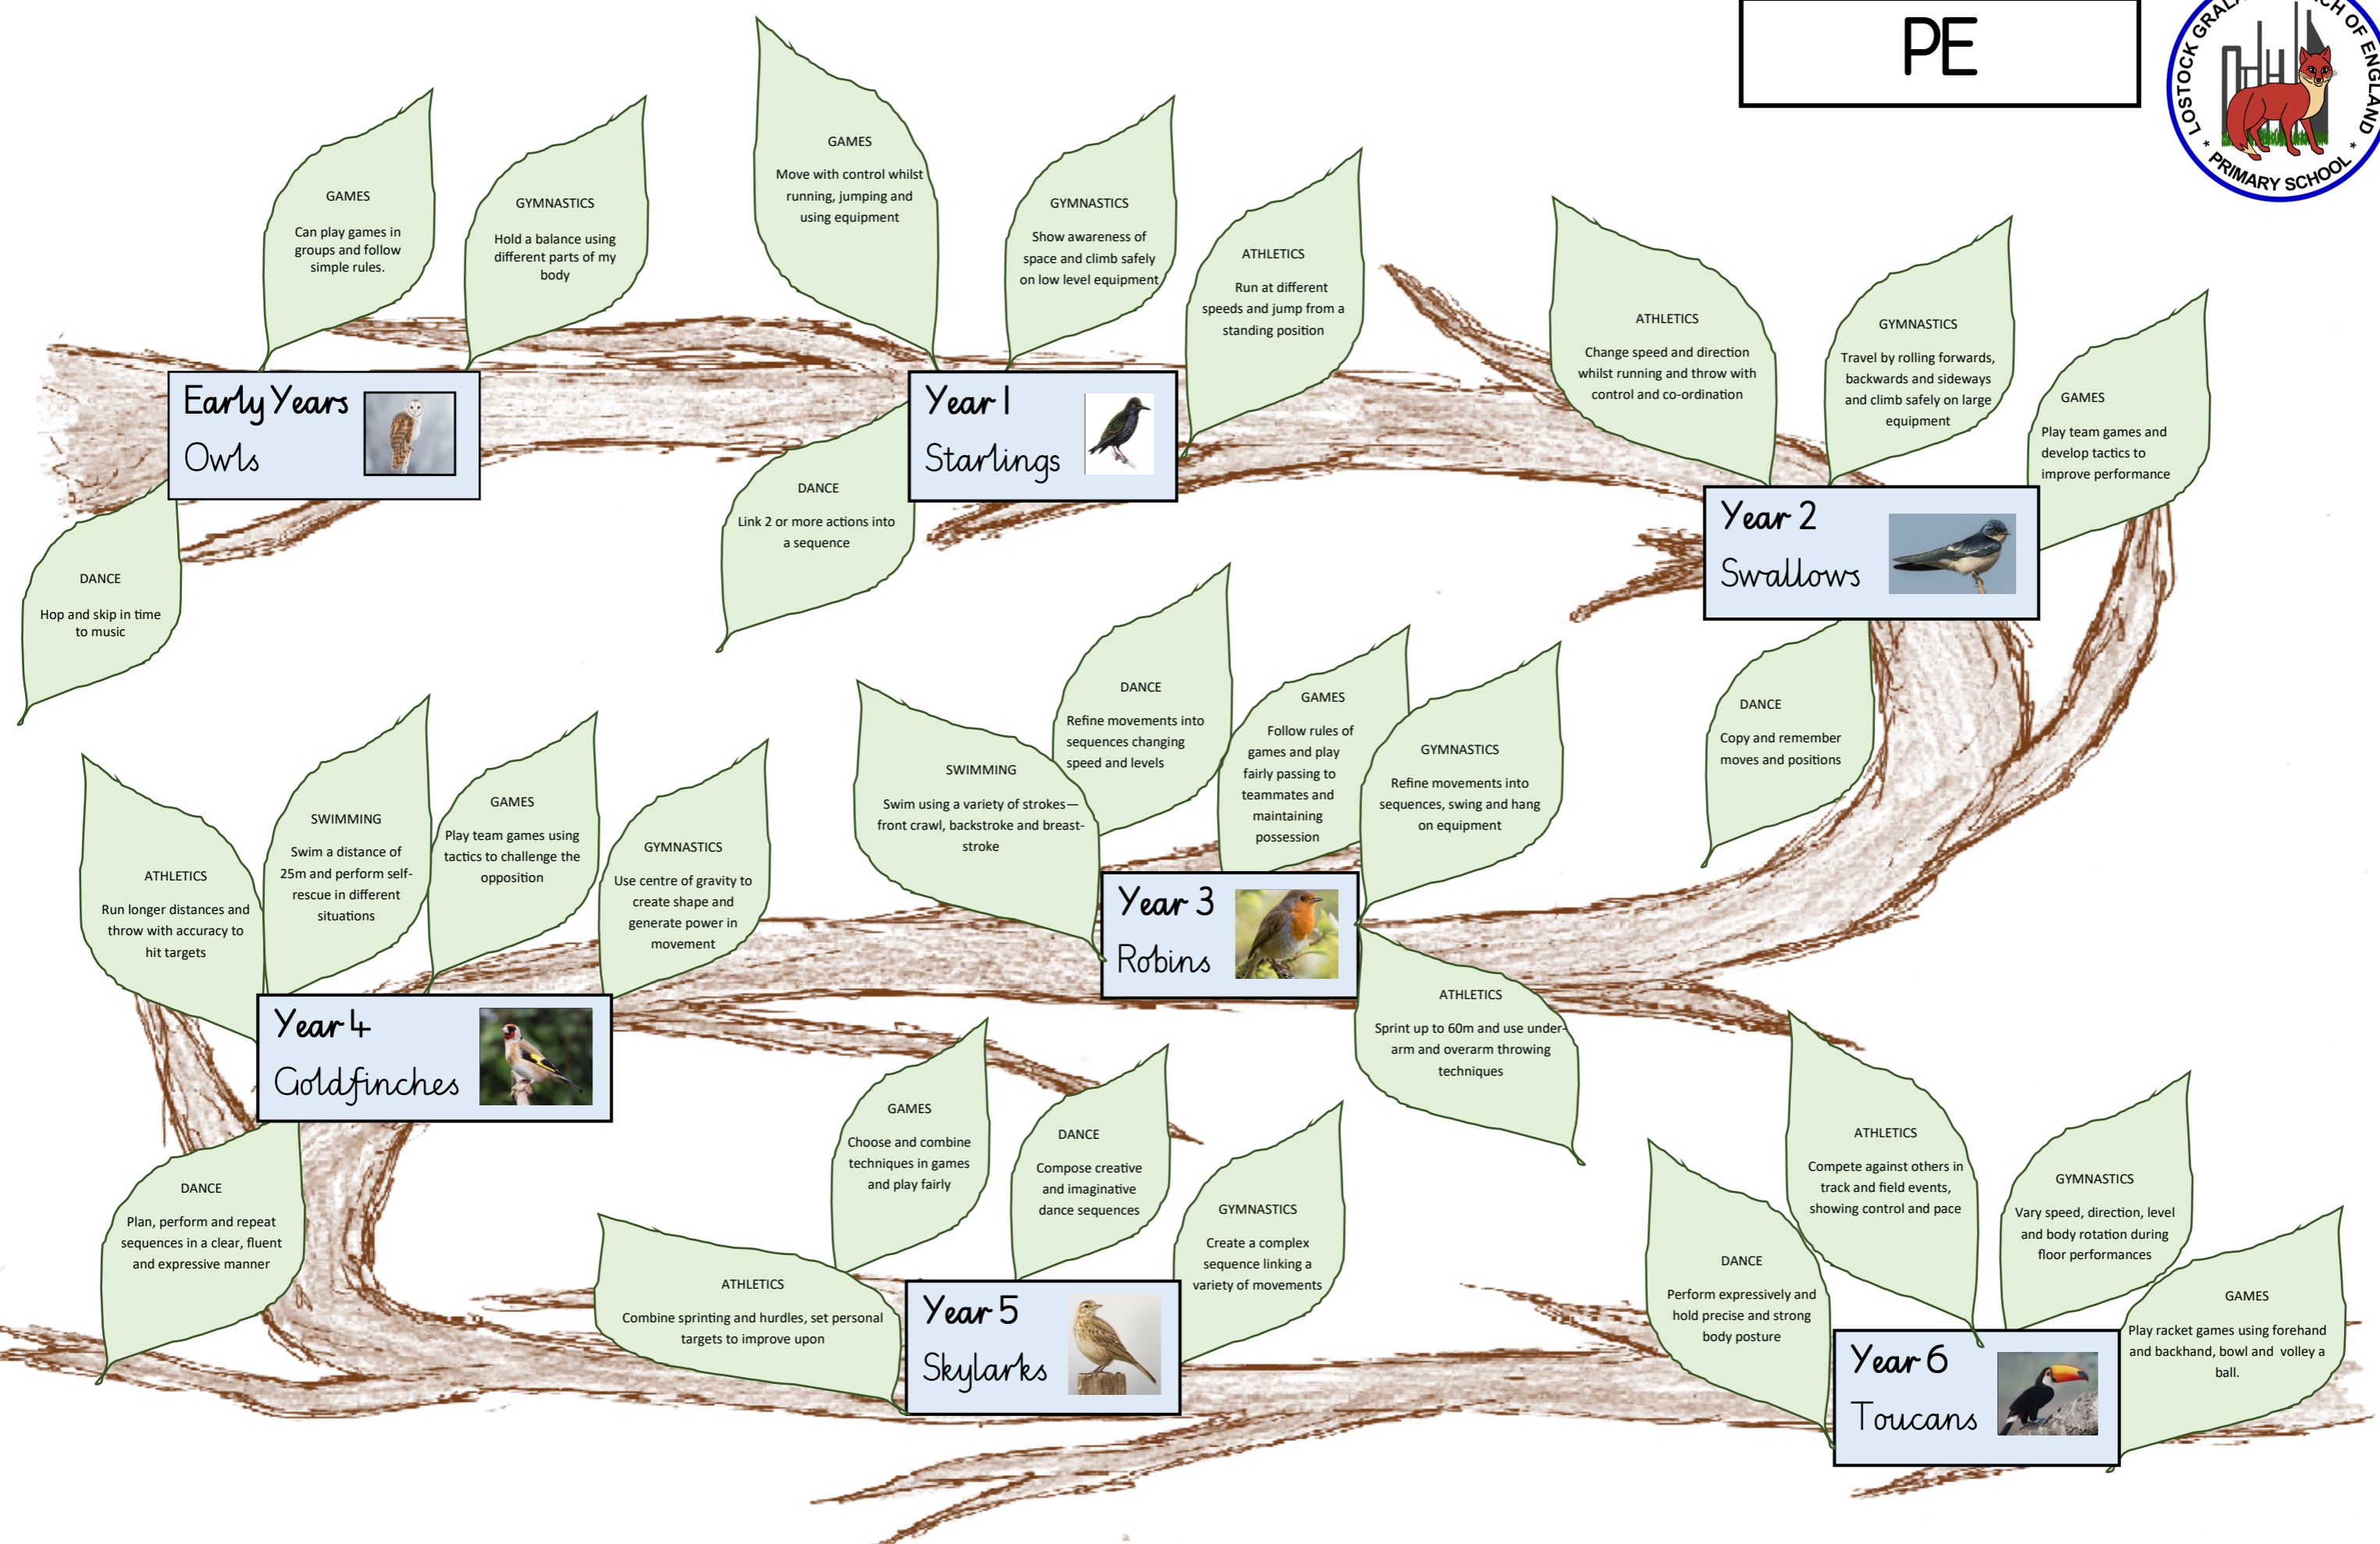 PE
LOSTOCK GRALAM CHURCH OF ENGLAND
* PRIMARY SCHOOL *
GAMES
Can play games in
groups and follow
simple rules.
GYMNASTICS
Hold a balance using
different parts of my
body
Early Years
Owls
DANCE
Hop and skip in time
to music
GAMES
Move with control whilst
running, jumping and
using equipment
GYMNASTICS
Show awareness of
space and climb safely
on low level equipment
ATHLETICS
Run at different
speeds and jump from a
standing position
Year 1
Starlings
DANCE
Link 2 or more actions into
a sequence
ATHLETICS
Change speed and direction
whilst running and throw with
control and co-ordination
GYMNASTICS
Travel by rolling forwards,
backwards and sideways
and climb safely on large
equipment
GAMES
Play team games and
develop tactics to
improve performance
Year 2
Swallows
DANCE
Copy and remember
moves and positions
SWIMMING
Swim using a variety of strokes—
front crawl, backstroke and breast-
stroke
DANCE
Refine movements into
sequences changing
speed and levels
GAMES
Follow rules of
games and play
fairly passing to
teammates and
maintaining
possession
GYMNASTICS
Refine movements into
sequences, swing and hang
on equipment
Year 3
Robins
ATHLETICS
Sprint up to 60m and use under-
arm and overarm throwing
techniques
ATHLETICS
Run longer distances and
throw with accuracy to
hit targets
SWIMMING
Swim a distance of
25m and perform self-
rescue in different
situations
GAMES
Play team games using
tactics to challenge the
opposition
GYMNASTICS
Use centre of gravity to
create shape and
generate power in
movement
Year 4
Goldfinches
DANCE
Plan, perform and repeat
sequences in a clear, fluent
and expressive manner
ATHLETICS
Combine sprinting and hurdles, set personal
targets to improve upon
GAMES
Choose and combine
techniques in games
and play fairly
DANCE
Compose creative
and imaginative
dance sequences
GYMNASTICS
Create a complex
sequence linking a
variety of movements
Year 5
Skylarks
DANCE
Perform expressively and
hold precise and strong
body posture
ATHLETICS
Compete against others in
track and field events,
showing control and pace
GYMNASTICS
Vary speed, direction, level
and body rotation during
floor performances
GAMES
Play racket games using forehand
and backhand, bowl and volley a
ball.
Year 6
Toucans